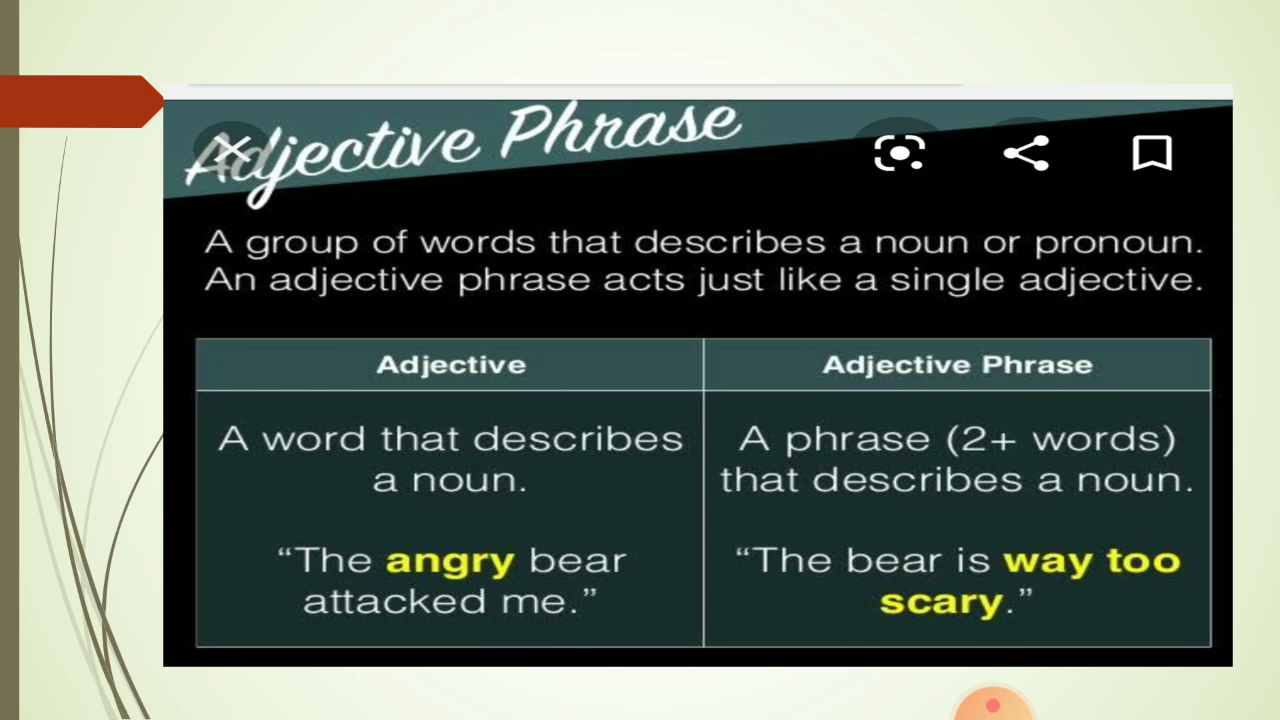 Adjective Phrase
A group of words that describes a noun or pronoun.
An adjective phrase acts just like a single adjective.
Adjective
Adjective Phrase
A word that describes
a noun.
“The angry bear
attacked me.”
A phrase (2+ words)
that describes a noun.
“The bear is way too
scary.”